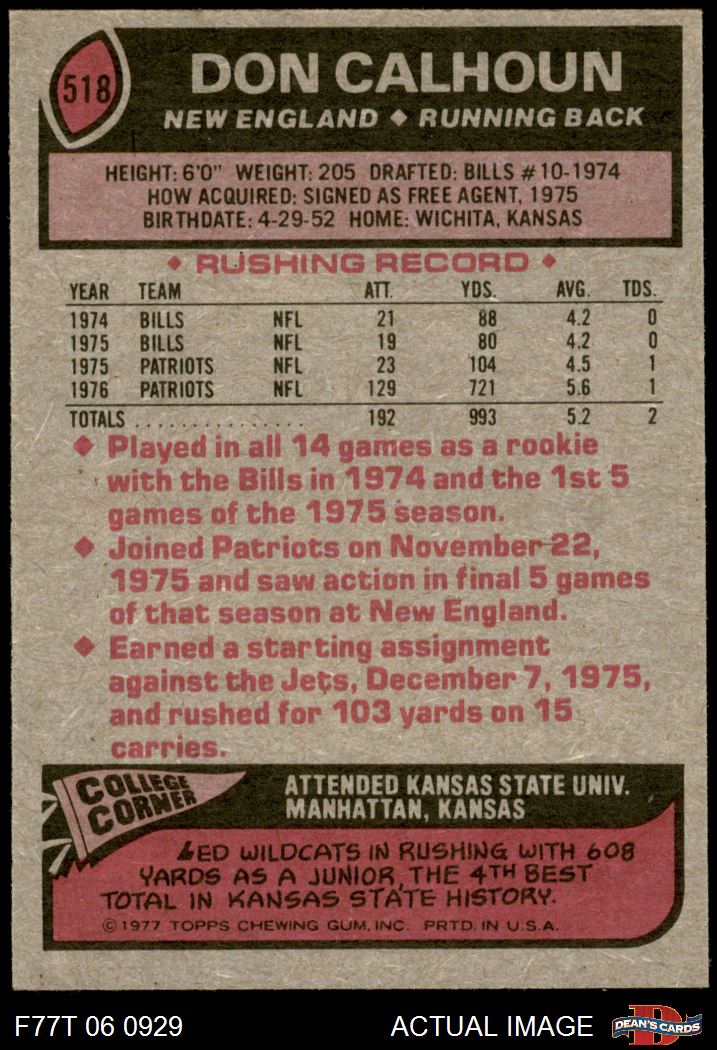 518
DON CALHOUN
NEW ENGLAND ◆ RUNNING BACK
HEIGHT: 6'0" WEIGHT: 205 DRAFTED: BILLS #10-1974
HOW ACQUIRED: SIGNED AS FREE AGENT, 1975
BIRTHDATE: 4-29-52 HOME: WICHITA, KANSAS
◆ RUSHING RECORD ◆
YEAR TEAM ATT. YDS. AVG. TDS.
1974 BILLS NFL 21 88 4.2 0
1975 BILLS NFL 19 80 4.2 0
1975 PATRIOTS NFL 23 104 4.5 1
1976 PATRIOTS NFL 129 721 5.6 1
TOTALS . . . . . . . . . . . . . . . 192 993 5.2 2
◆ Played in all 14 games as a rookie
with the Bills in 1974 and the 1st 5
games of the 1975 season.
◆ Joined Patriots on November 22,
1975 and saw action in final 5 games
of that season at New England.
◆ Earned a starting assignment
against the Jets, December 7, 1975,
and rushed for 103 yards on 15
carries.
COLLEGE
CORNER
ATTENDED KANSAS STATE UNIV.
MANHATTAN, KANSAS
LED WILDCATS IN RUSHING WITH 608
YARDS AS A JUNIOR, THE 4TH BEST
TOTAL IN KANSAS STATE HISTORY.
© 1977 TOPPS CHEWING GUM, INC. PRTD. IN U.S.A.
F77T 06 0929 ACTUAL IMAGE
D
DEAN'S CARDS